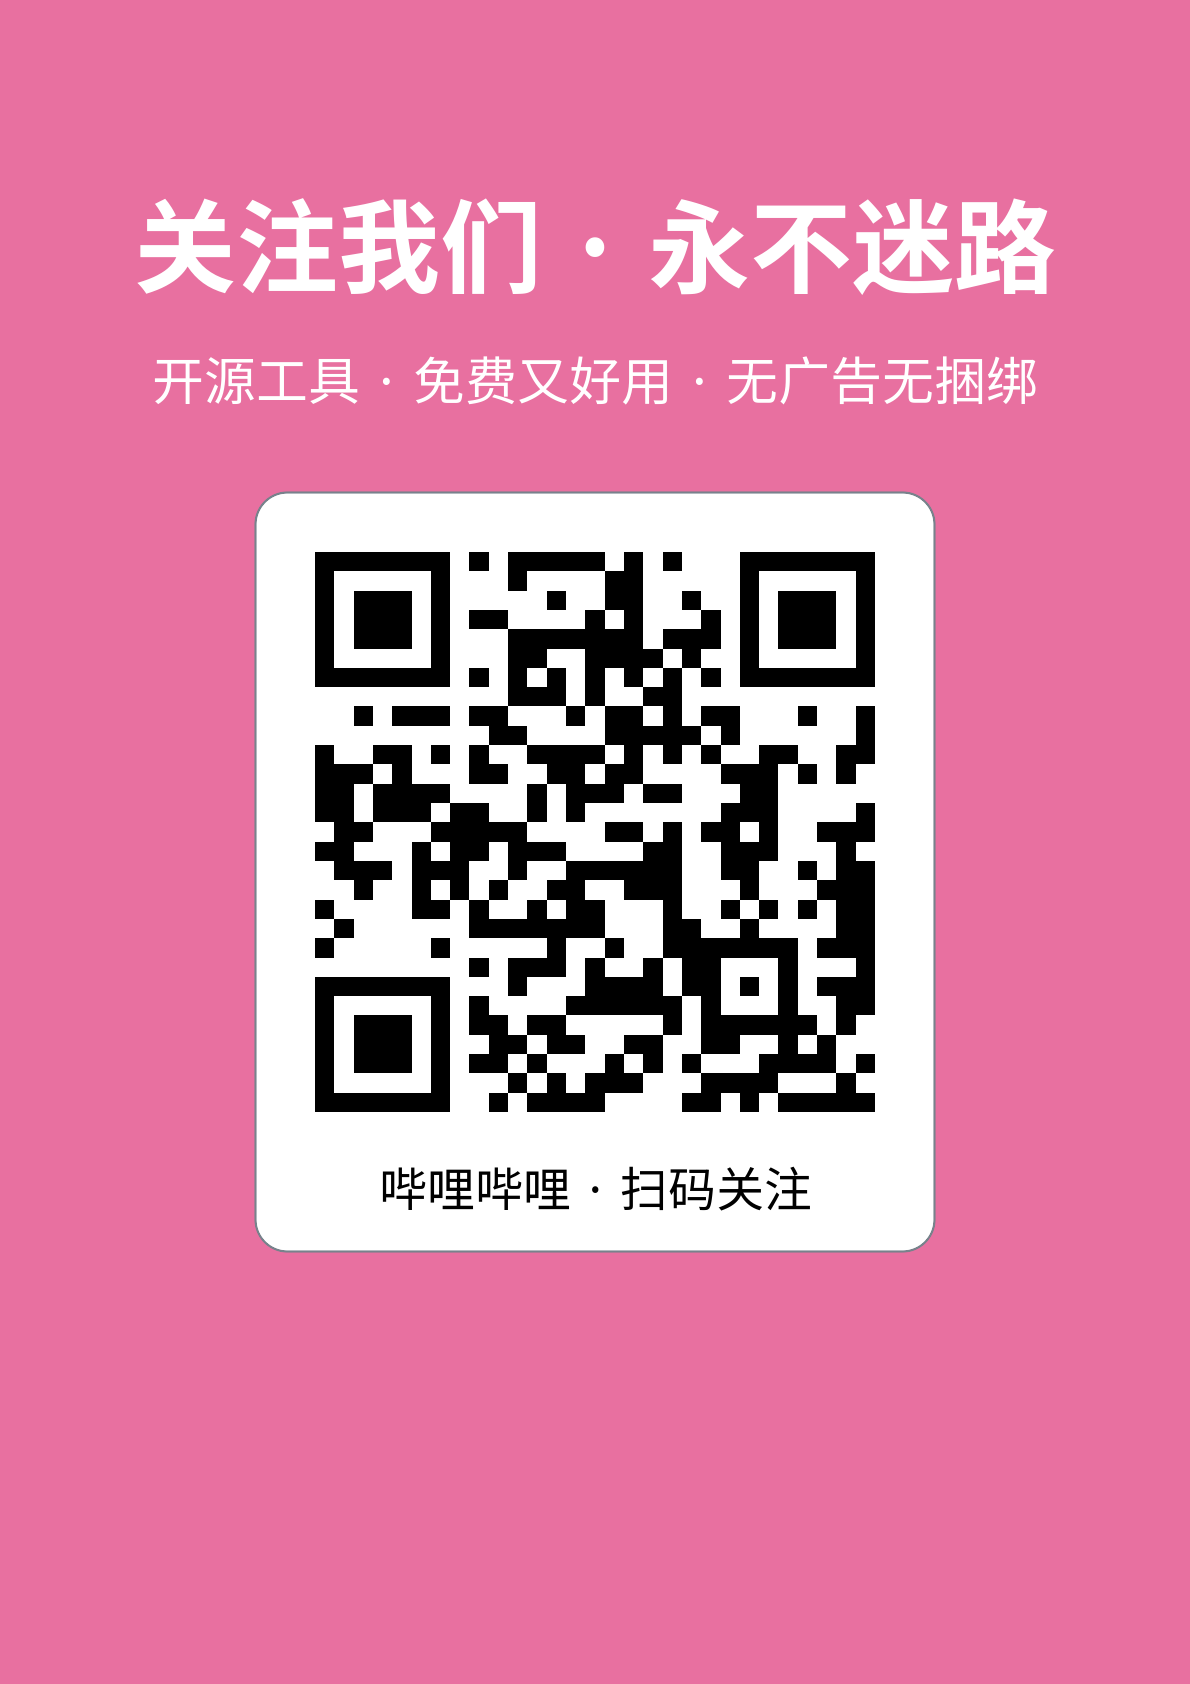 关注我们 · 永不迷路
开源工具 · 免费又好用 · 无广告无捆绑
哔哩哔哩 · 扫码关注